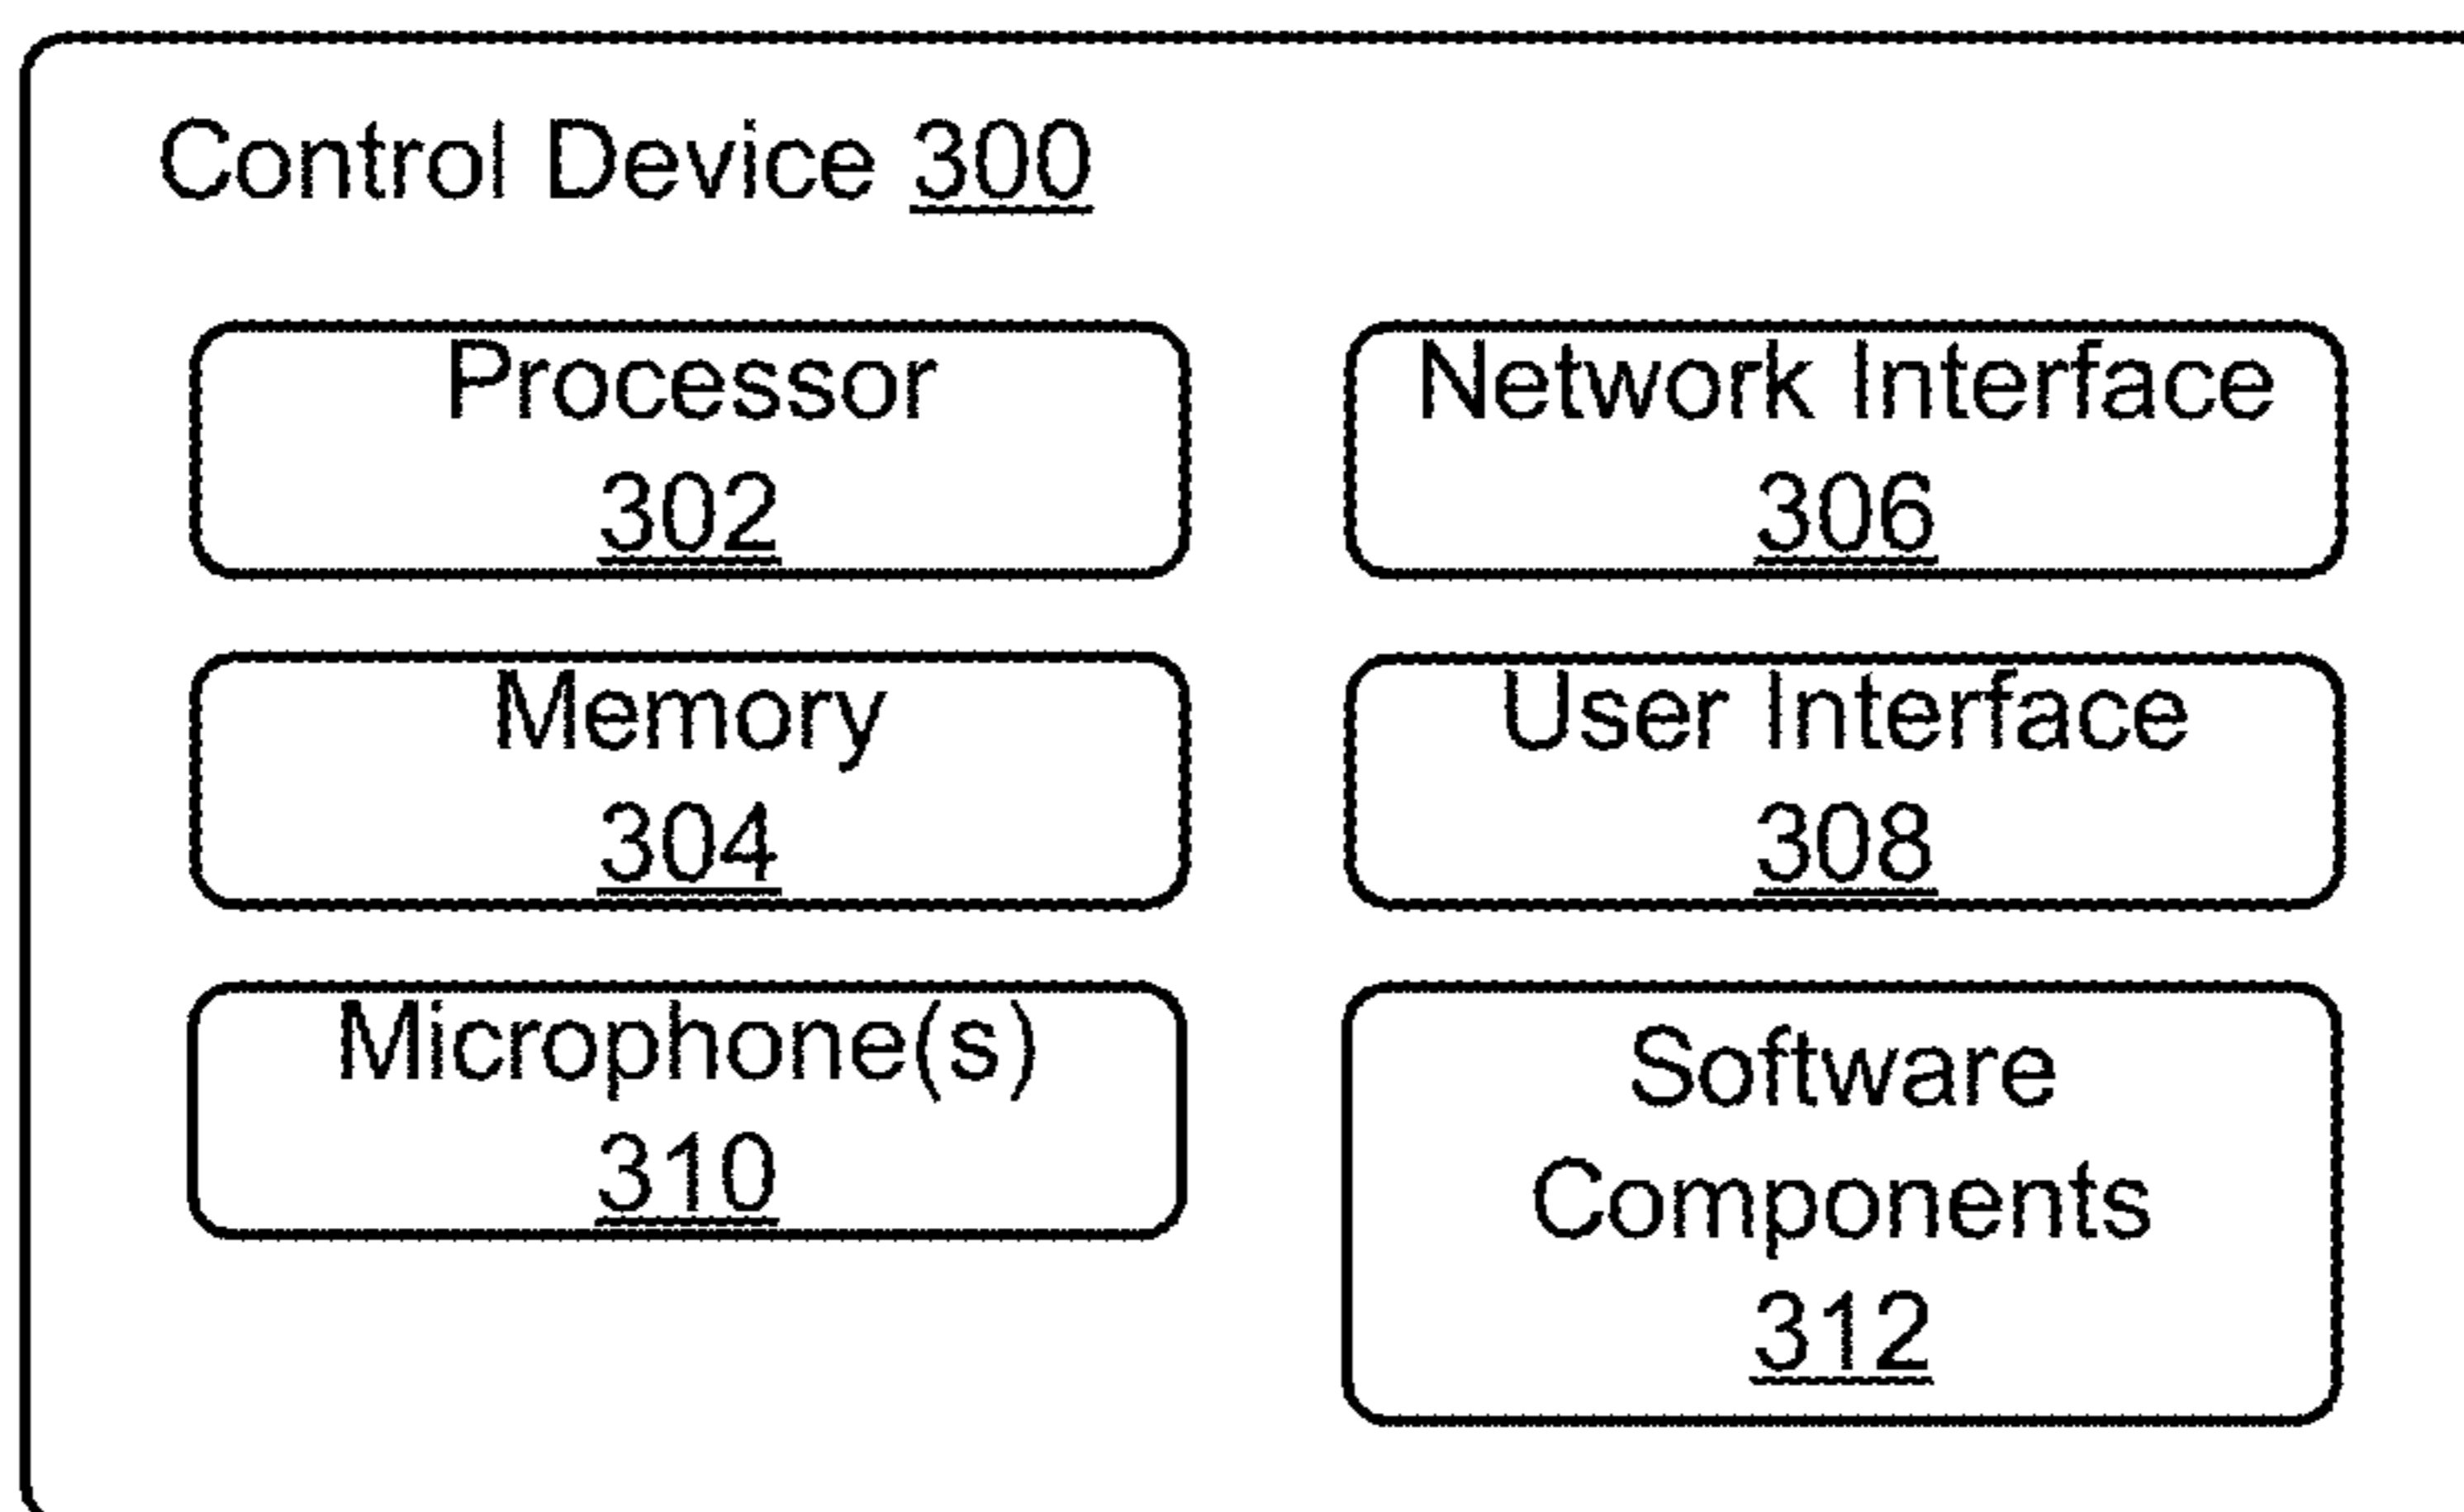 Control Device 300
Processor
302
Network Interface
306
Memory
304
User Interface
308
Microphone(s)
310
Software
Components
312